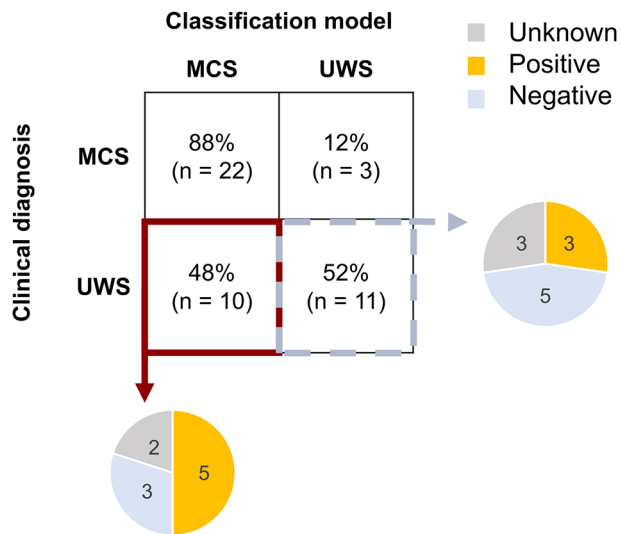 Classification model
MCS UWS
Unknown
Positive
Negative
Clinical diagnosis
MCS
88%
(n = 22)
12%
(n = 3)
UWS
48%
(n = 10)
52%
(n = 11)
3
3
5
2
5
3